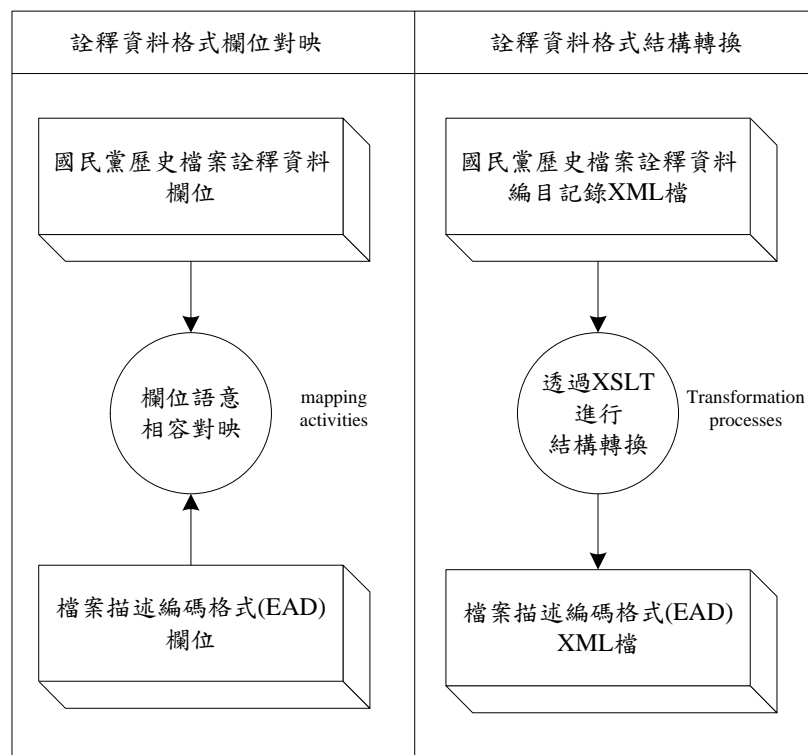 詮釋資料格式欄位對映
國民黨歷史檔案詮釋資料
欄位
欄位語意
相容對映
mapping
activities
檔案描述編碼格式(EAD)
欄位
詮釋資料格式結構轉換
國民黨歷史檔案詮釋資料
編目記錄XML檔
透過XSLT
進行
結構轉換
Transformation
processes
檔案描述編碼格式(EAD)
XML檔